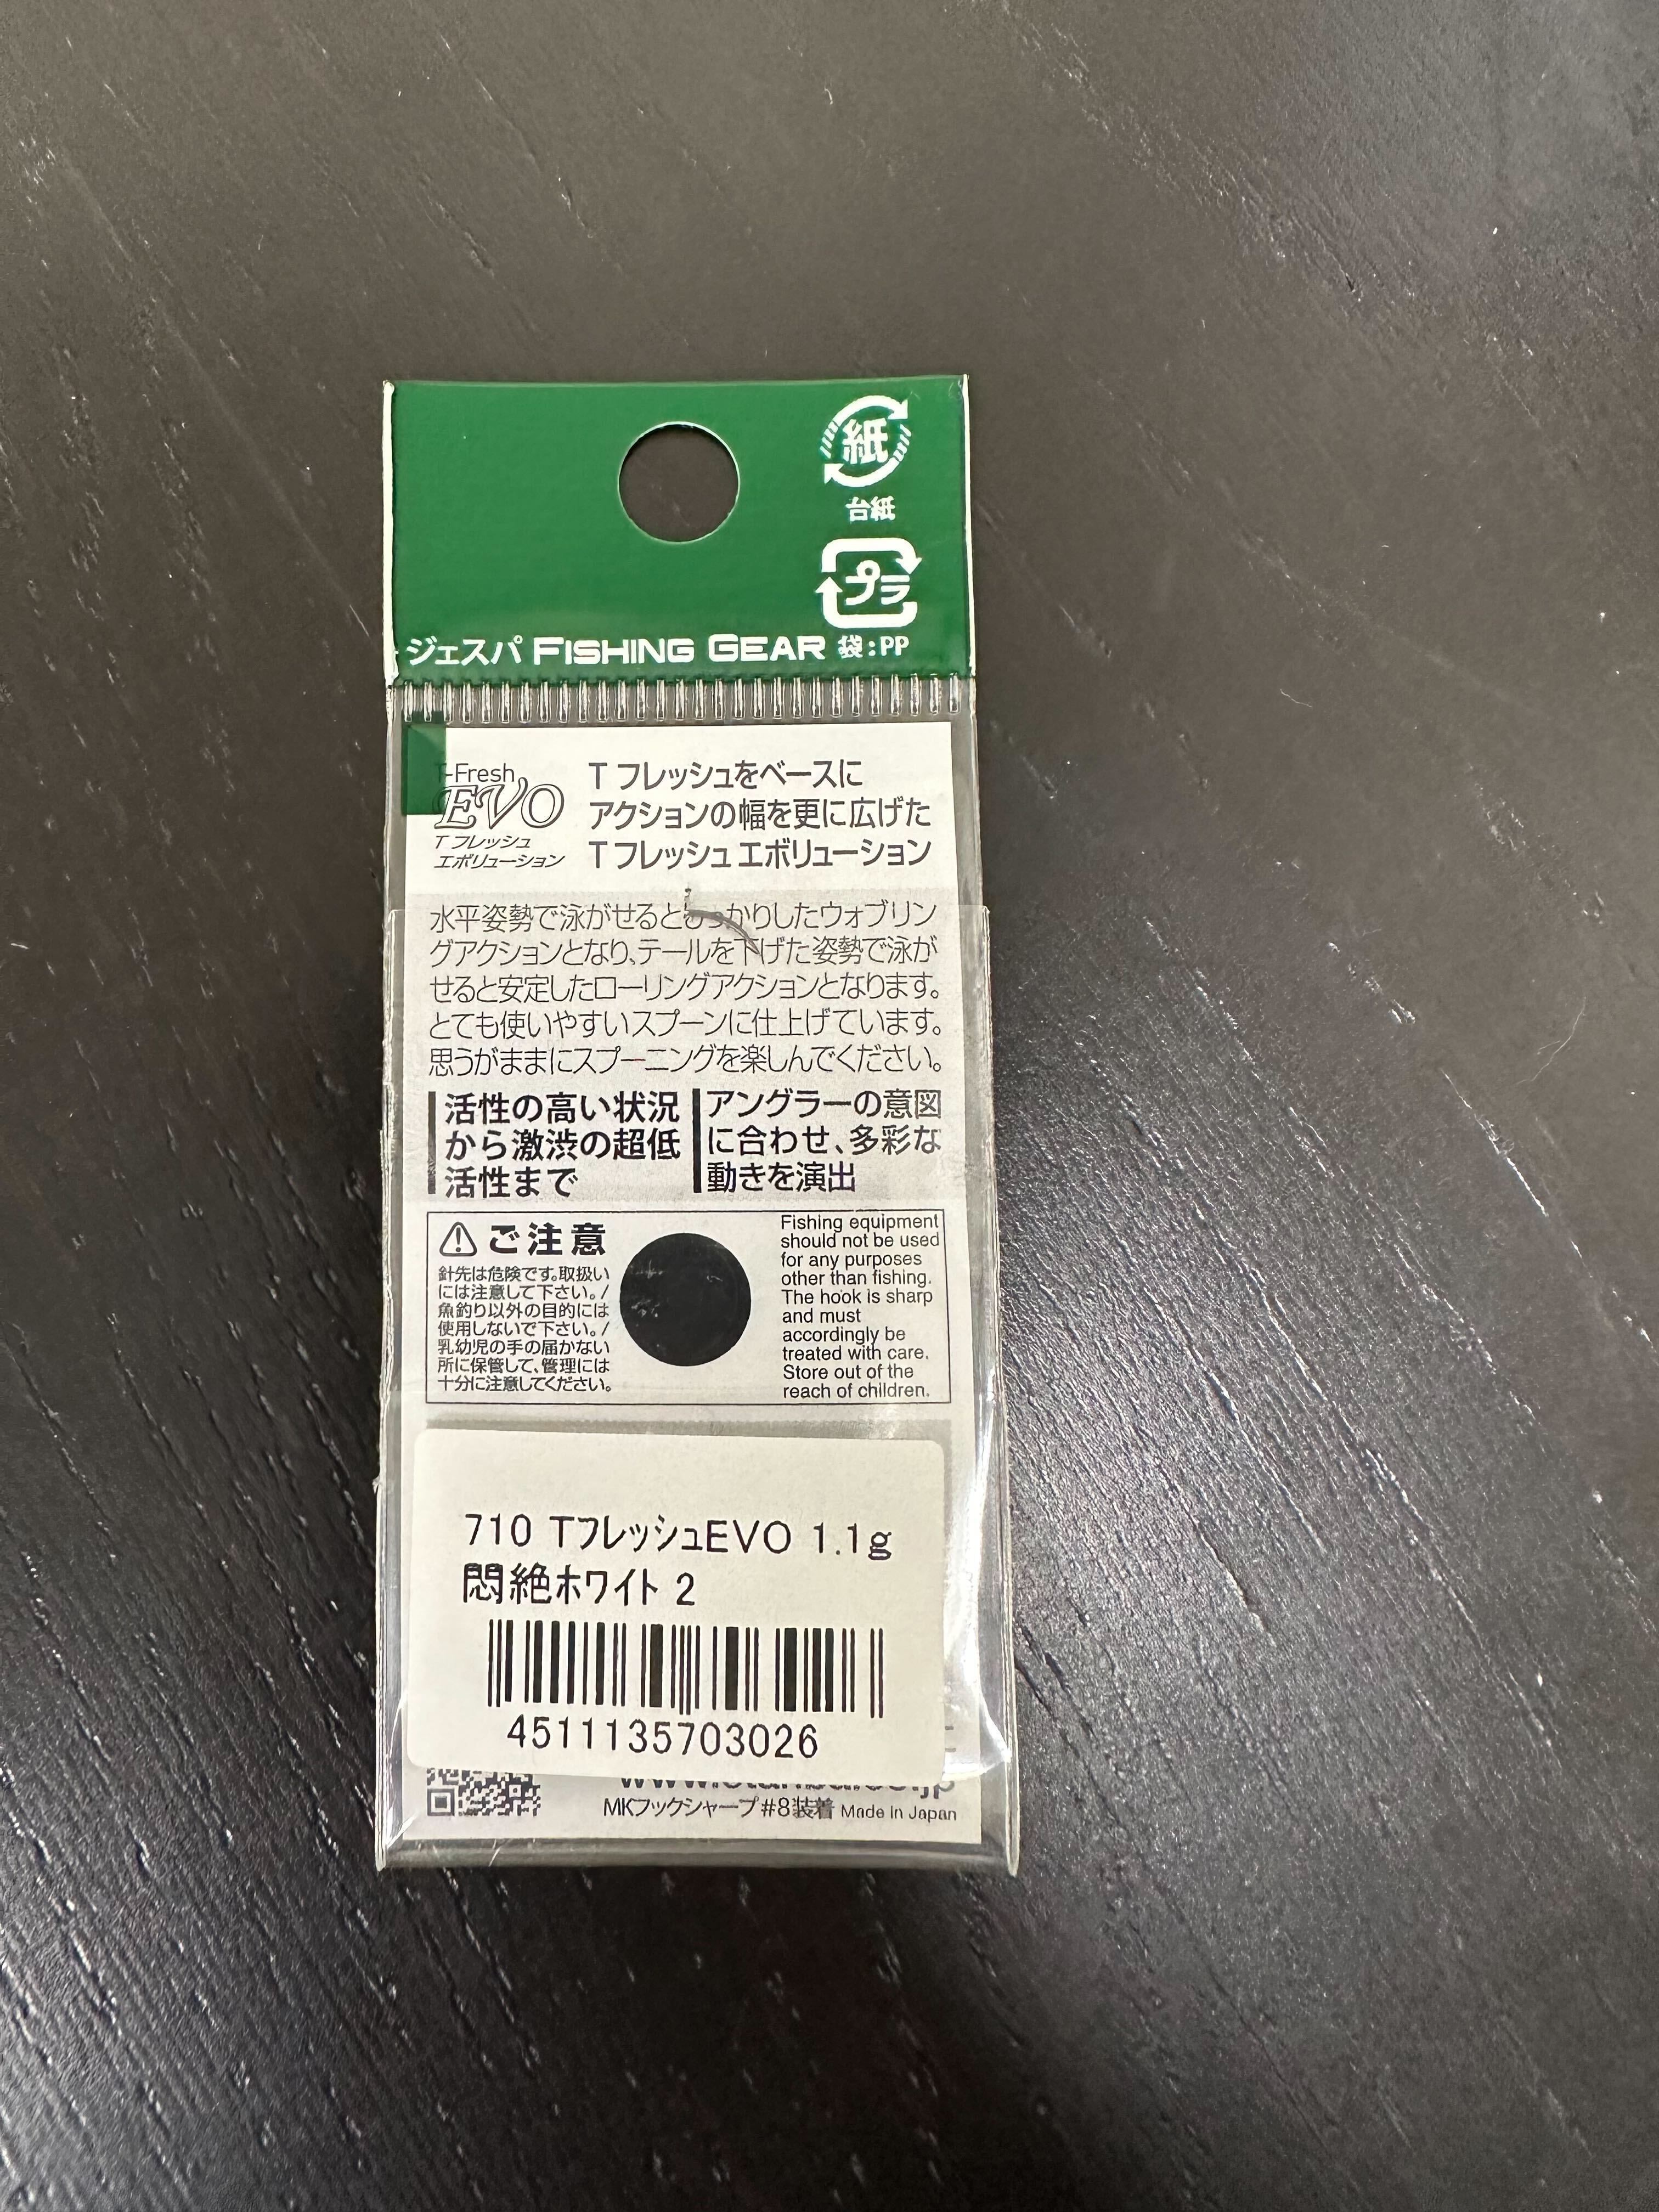 紙
台紙
プラ
ジェスパ FISHING GEAR 袋:PP
T-Fresh
EVO
T フレッシュ
エボリューション
T フレッシュをベースに
アクションの幅を更に広げた
T フレッシュ エボリューション
水平姿勢で泳がせると かりしたウォブリン
グアクションとなり、テールを下げた姿勢で泳が
せると安定したローリングアクションとなります。
とても使いやすいスプーンに仕上げています。
思うがままにスプーニングを楽しんでください。
活性の高い状況
から激渋の超低
活性まで
アングラーの意図
に合わせ、多彩な
動きを演出
ご注意
針先は危険です。取扱い
には注意して下さい。/
魚釣り以外の目的には
使用しないで下さい。/
乳幼児の手の届かない
所に保管して、管理には
十分に注意してください。
Fishing equipment
should not be used
for any purposes
other than fishing.
The hook is sharp
and must
accordingly be
treated with care.
Store out of the
reach of children.
710 TフレッシュEVO 1.1g
悶絶ホワイト 2
4511135703026
MKフックシャープ#8装着 Made in Japan